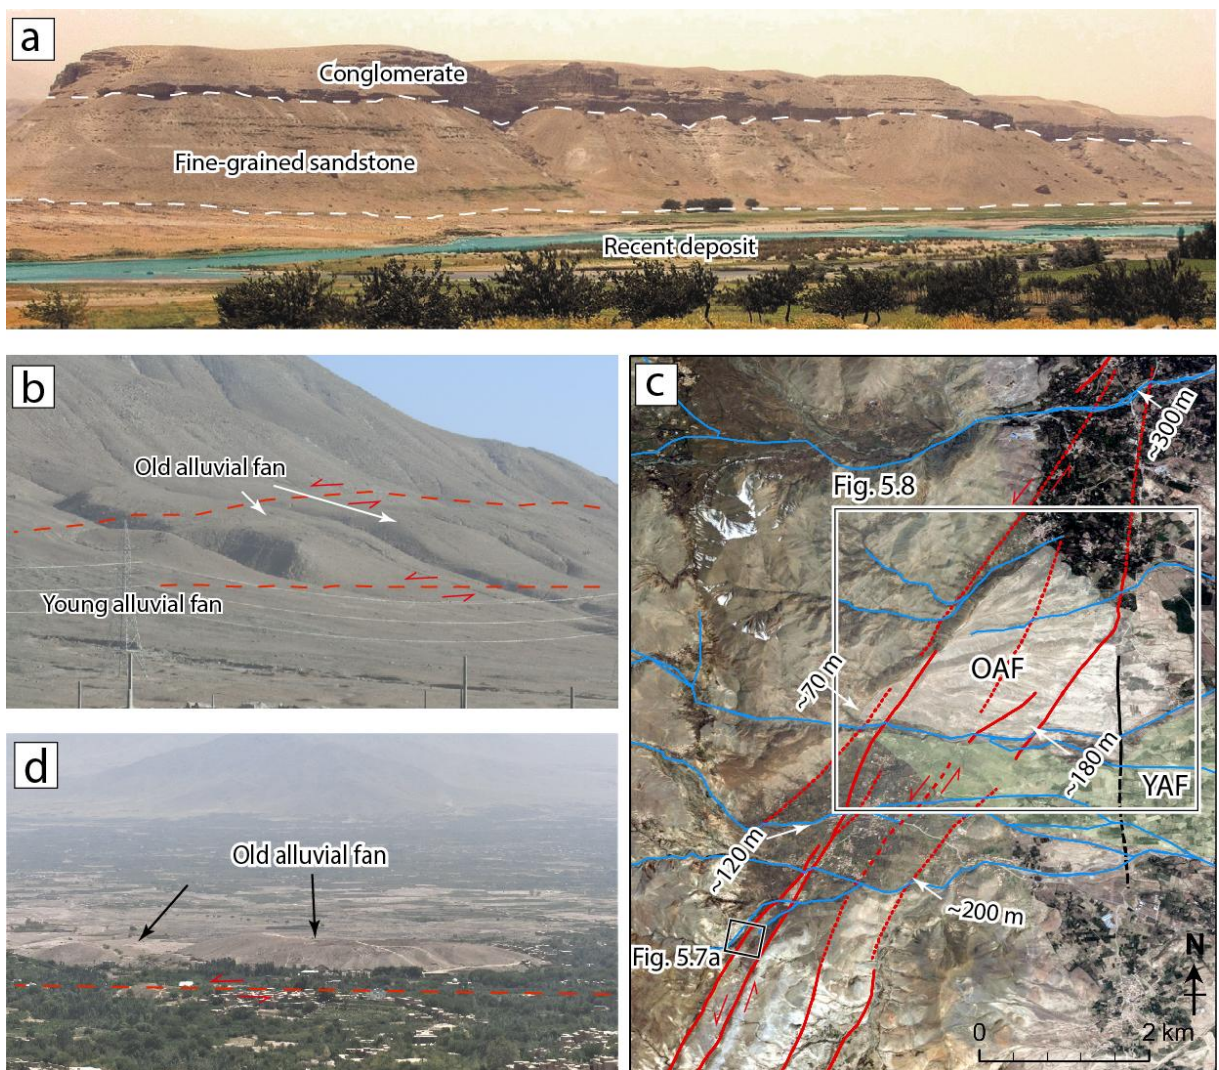 a
Conglomerate
Fine-grained sandstone
Recent deposit
b
Old alluvial fan
Young alluvial fan
c
~300 m
Fig. 5.8
OAF
~70 m
~180 m
YAF
~120 m
~200 m
Fig. 5.7a
N
0 2 km
d
Old alluvial fan